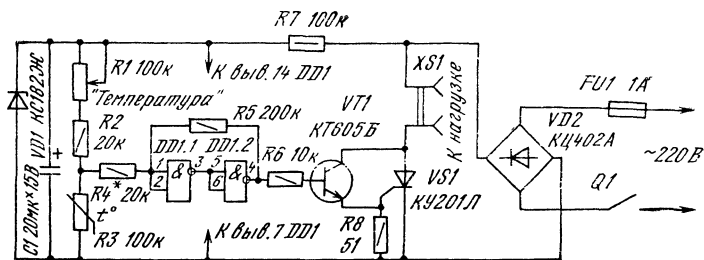 R7 100к
R1 100к
"Температура"
К выв.14 DD1
R5 200к
DD1.1 DD1.2
R2 20к
R4* 20к
t°
R3 100к
С1 20мк×15В
VD1 КС182Ж
+
1
2
&
3
5
6
&
4
R6 10к
К выв.7 DD1
VT1
КТ605Б
R8
51
VS1
КУ201Л
XS1
К нагрузке
FU1 1А
VD2
КЦ402А
~220В
Q1